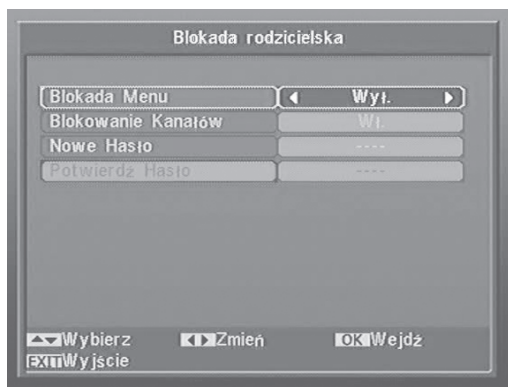 Blokada rodzicielska
Blokada Menu Wył.
Blokowanie Kanałów Wł.
Nowe Hasło ----
Potwierdź Hasło ----
Wybierz Zmień OK Wejdź
EXIT Wyjście